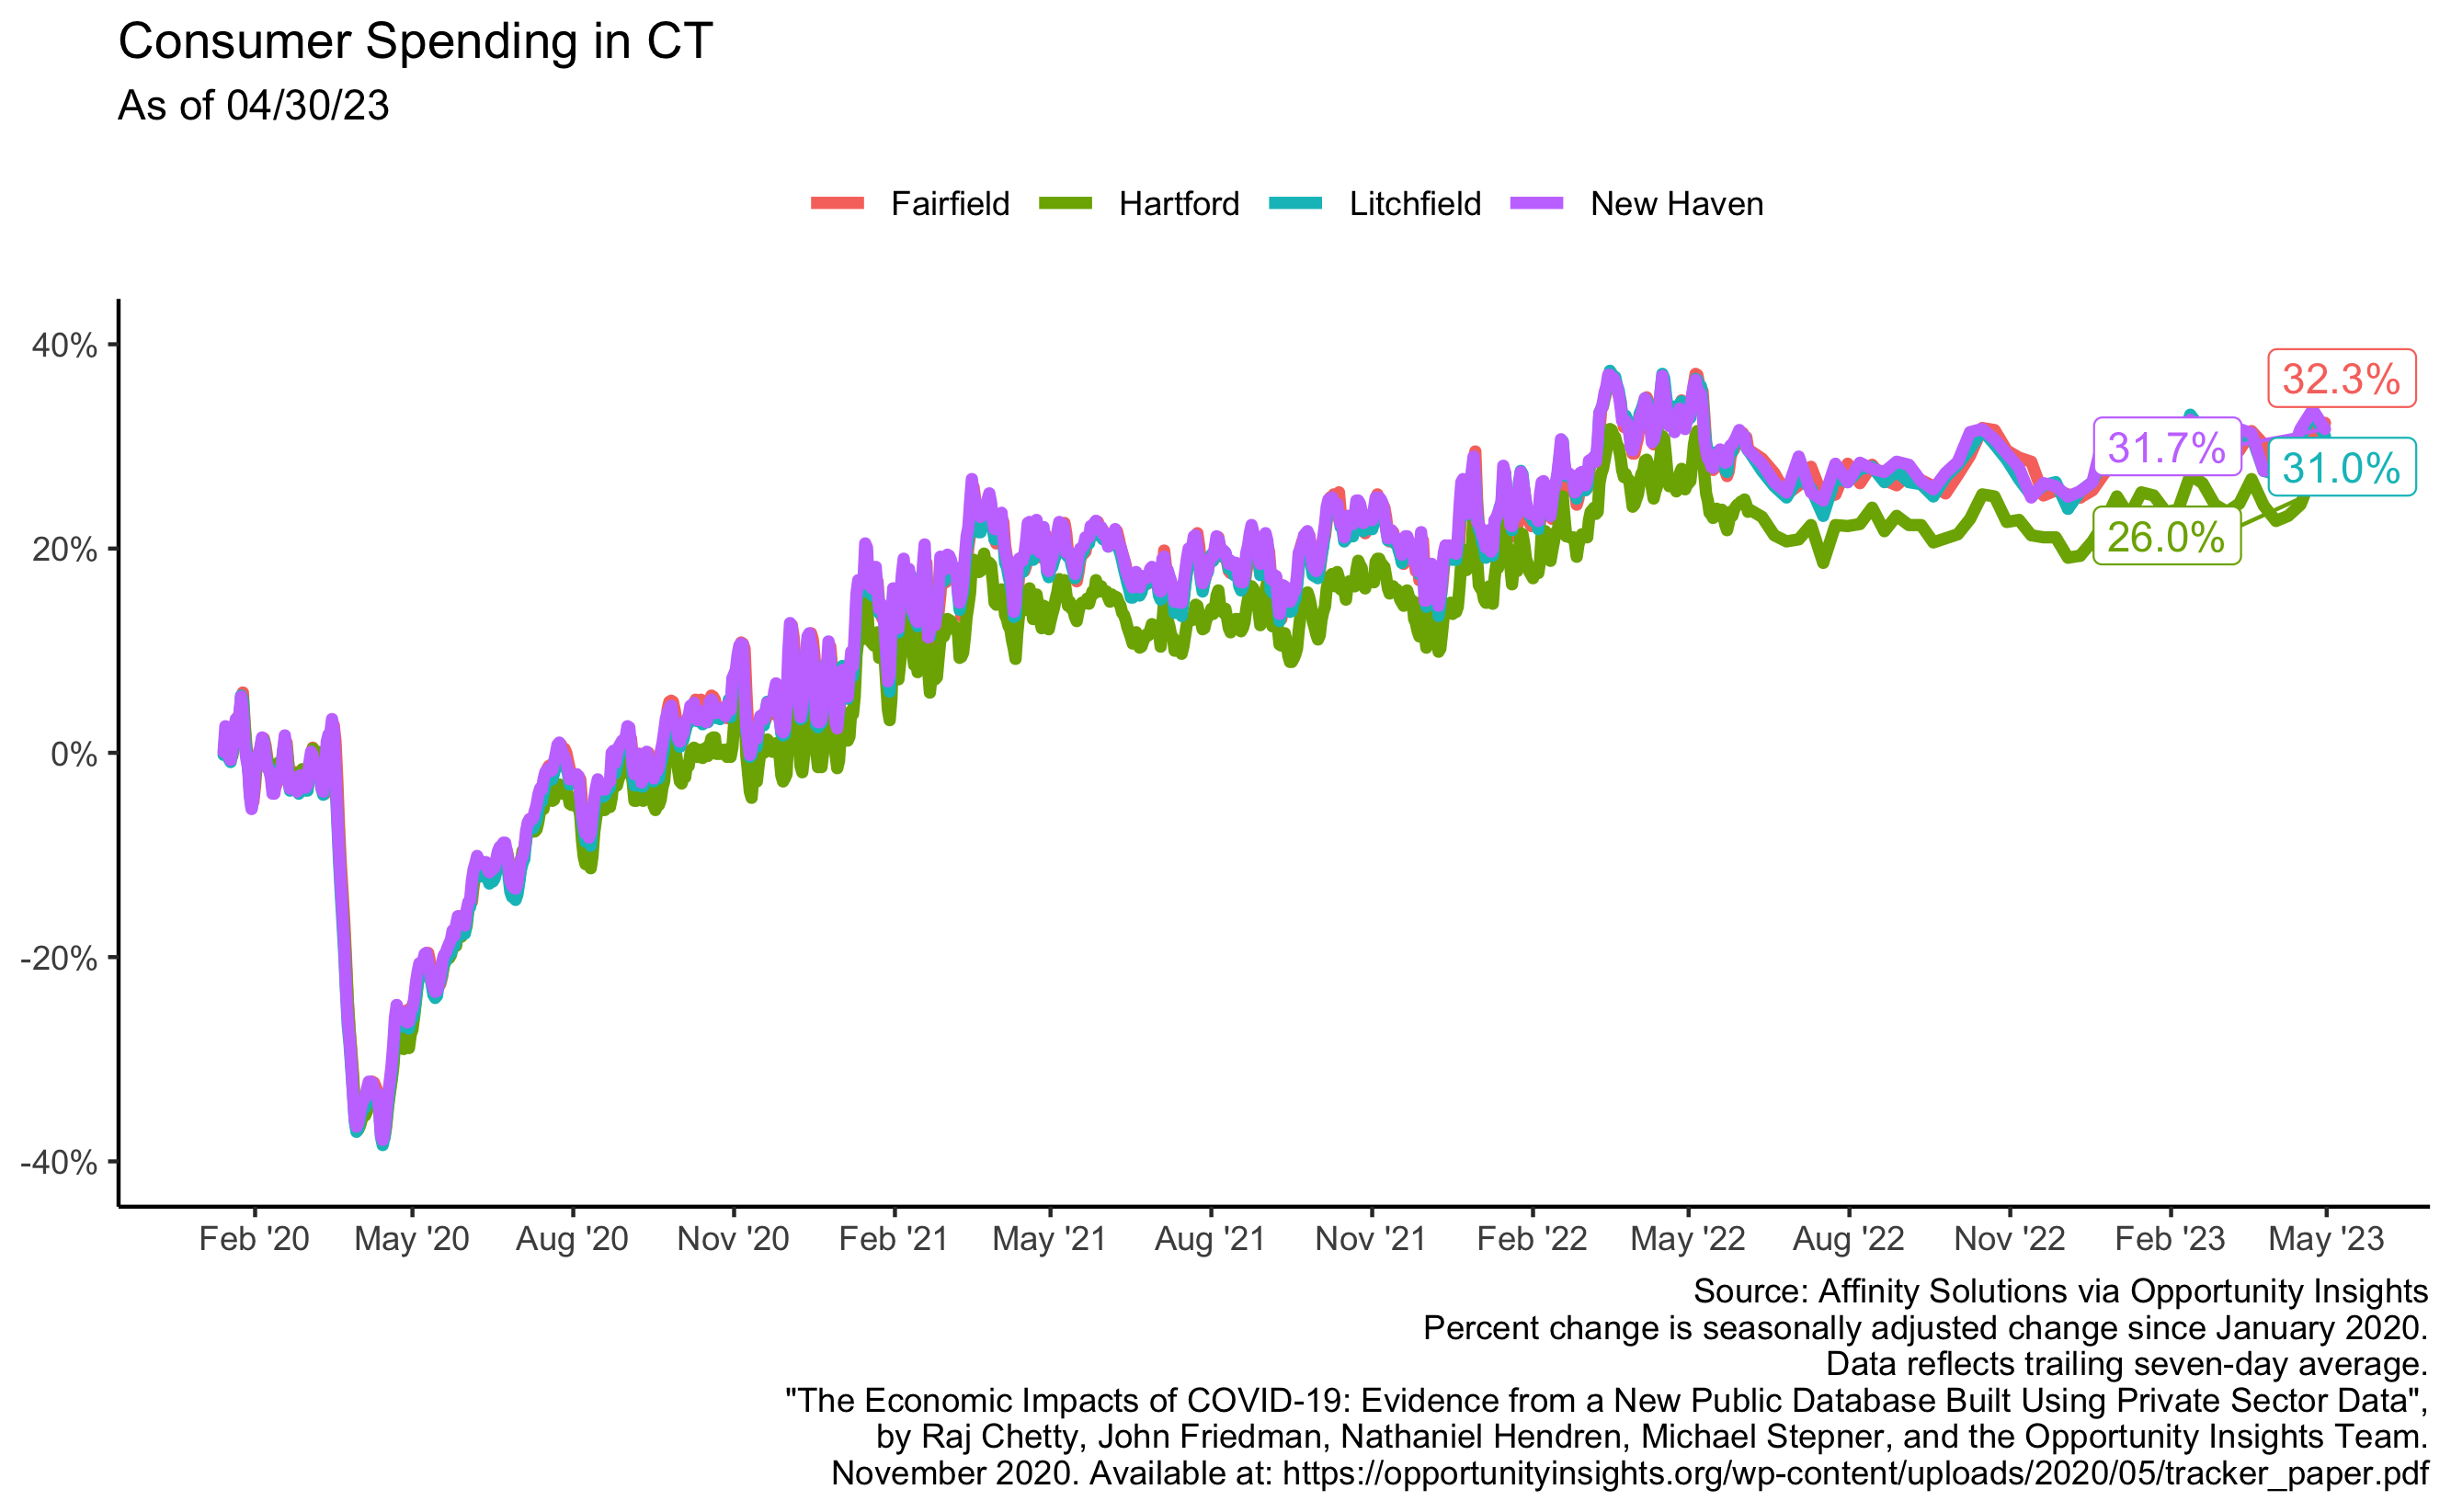 Consumer Spending in CT
As of 04/30/23
Fairfield Hartford Litchfield New Haven
40%
20%
0%
-20%
-40%
32.3%
31.7%
31.0%
26.0%
Feb '20 May '20 Aug '20 Nov '20 Feb '21 May '21 Aug '21 Nov '21 Feb '22 May '22 Aug '22 Nov '22 Feb '23 May '23
Source: Affinity Solutions via Opportunity Insights
Percent change is seasonally adjusted change since January 2020.
Data reflects trailing seven-day average.
"The Economic Impacts of COVID-19: Evidence from a New Public Database Built Using Private Sector Data",
by Raj Chetty, John Friedman, Nathaniel Hendren, Michael Stepner, and the Opportunity Insights Team.
November 2020. Available at: https://opportunityinsights.org/wp-content/uploads/2020/05/tracker_paper.pdf